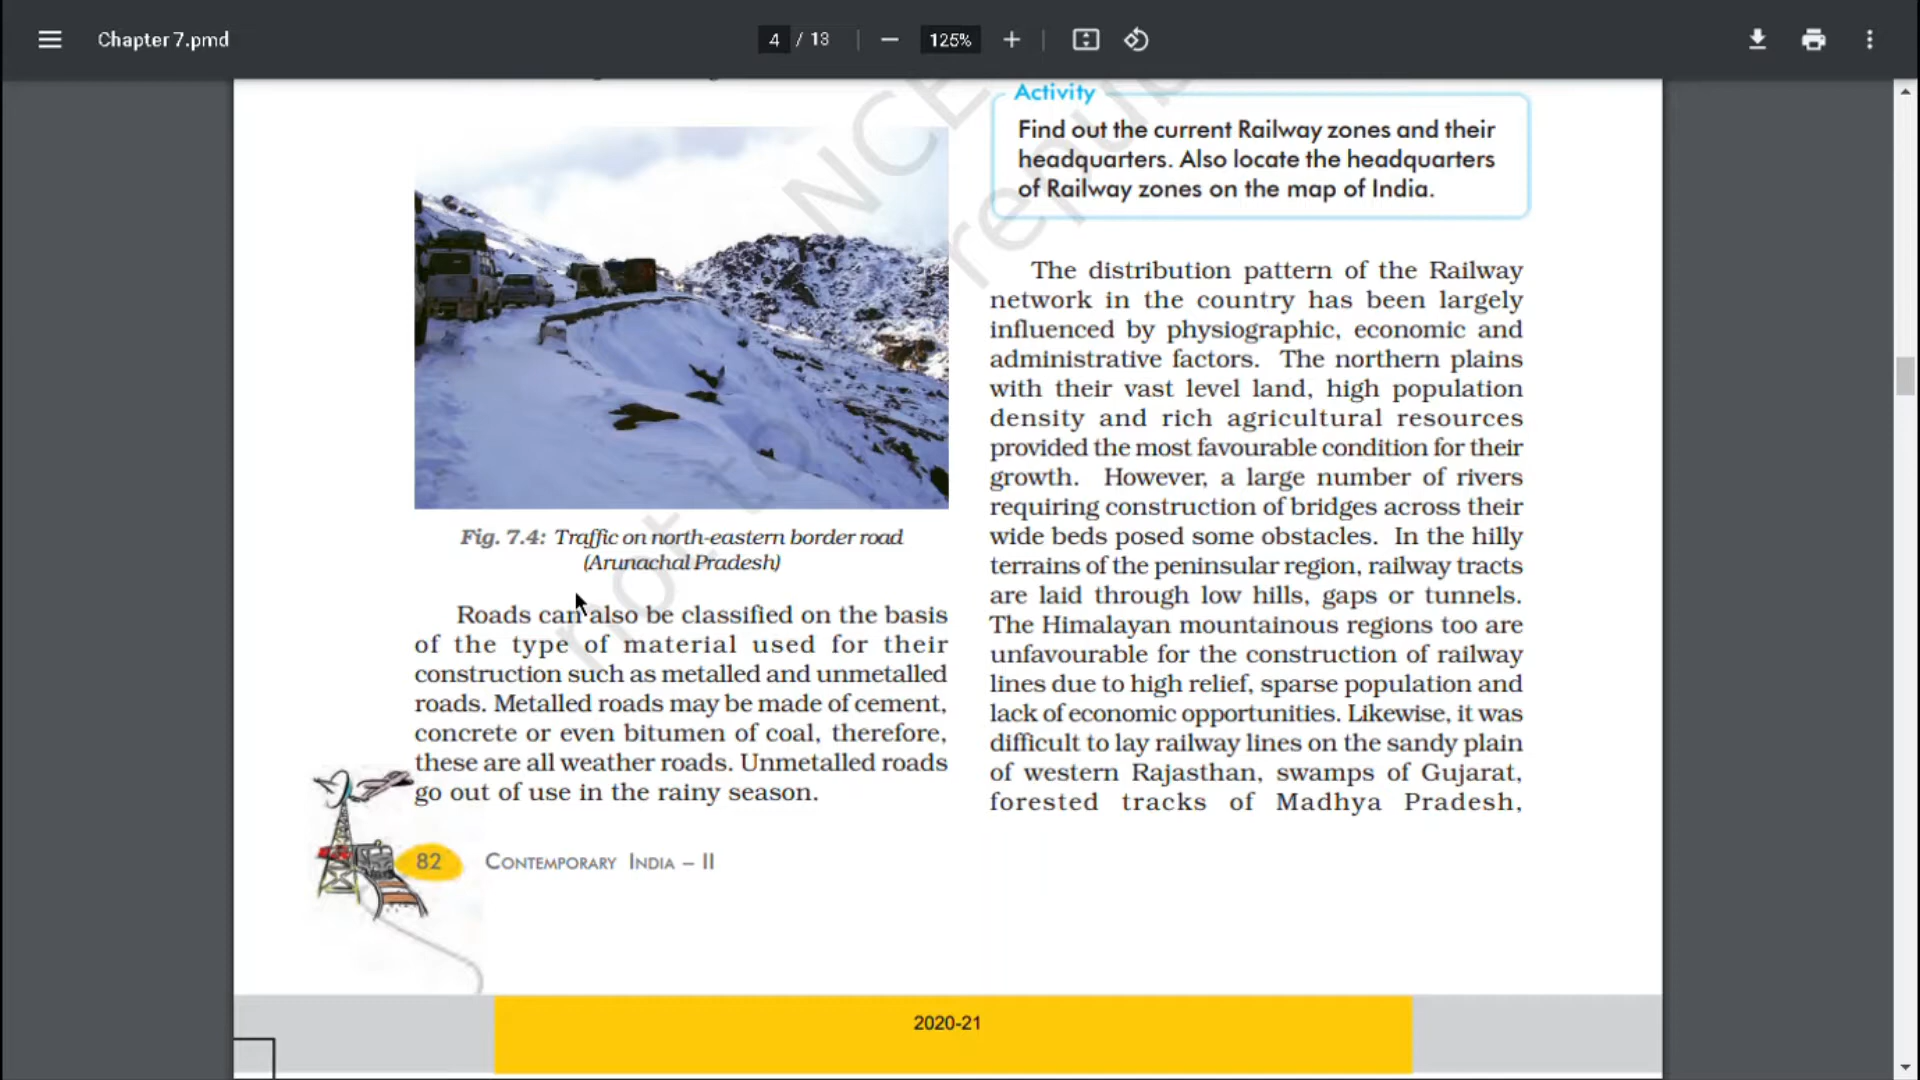 Chapter 7.pmd
4 / 13
125%
Fig. 7.4: Traffic on north-eastern border road
(Arunachal Pradesh)
Roads can also be classified on the basis
of the type of material used for their
construction such as metalled and unmetalled
roads. Metalled roads may be made of cement,
concrete or even bitumen of coal, therefore,
these are all weather roads. Unmetalled roads
go out of use in the rainy season.
Activity
Find out the current Railway zones and their
headquarters. Also locate the headquarters
of Railway zones on the map of India.
The distribution pattern of the Railway
network in the country has been largely
influenced by physiographic, economic and
administrative factors. The northern plains
with their vast level land, high population
density and rich agricultural resources
provided the most favourable condition for their
growth. However, a large number of rivers
requiring construction of bridges across their
wide beds posed some obstacles. In the hilly
terrains of the peninsular region, railway tracts
are laid through low hills, gaps or tunnels.
The Himalayan mountainous regions too are
unfavourable for the construction of railway
lines due to high relief, sparse population and
lack of economic opportunities. Likewise, it was
difficult to lay railway lines on the sandy plain
of western Rajasthan, swamps of Gujarat,
forested tracks of Madhya Pradesh,
82 CONTEMPORARY INDIA – II
2020-21
not to